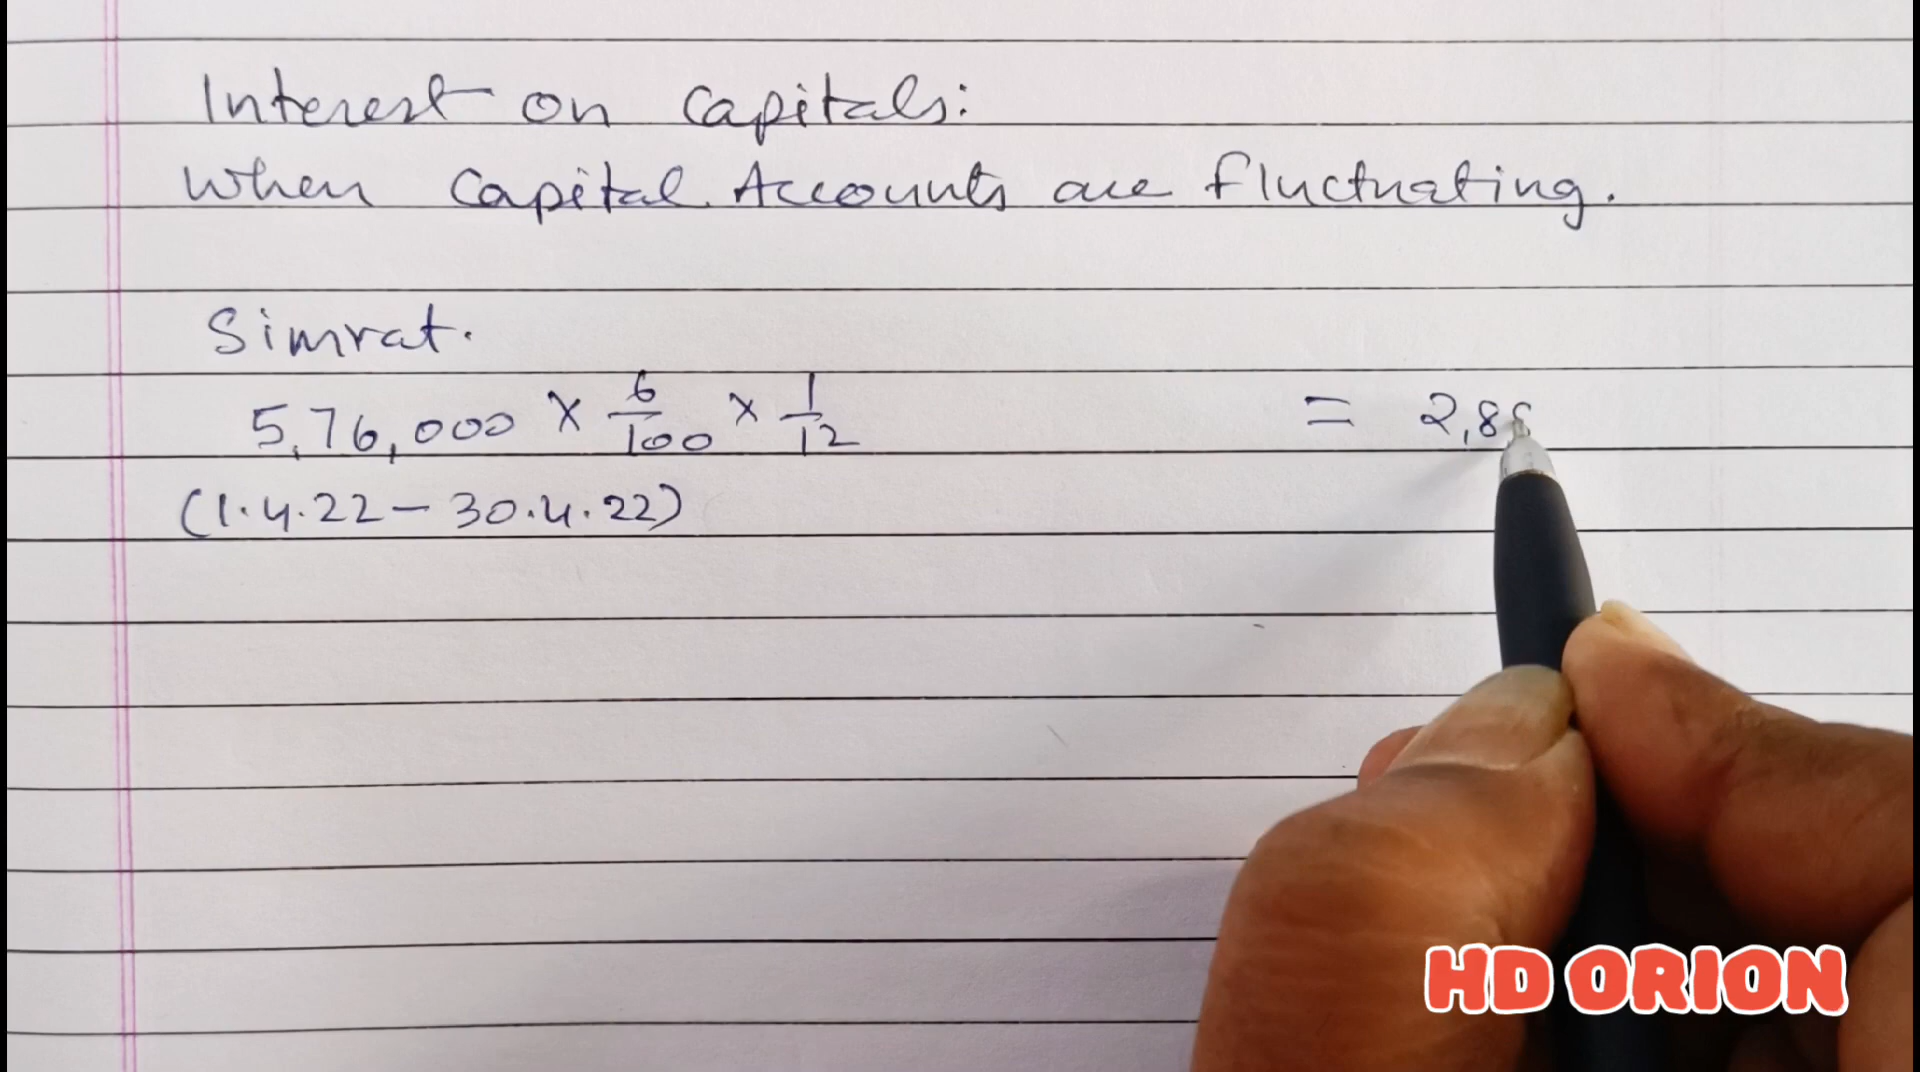 Interest on Capitals:
When Capital Accounts are fluctuating.
Simrat.
5,76,000 × 6/100 × 1/12 = 2,88
(1.4.22 – 30.4.22)
HD ORION